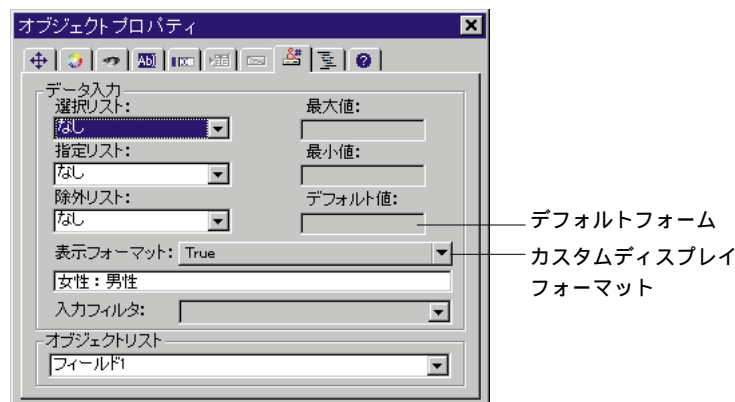 オブジェクトプロパティ
データ入力
選択リスト:
最大値:
なし
指定リスト:
最小値:
なし
除外リスト:
デフォルト値:
なし
デフォルトフォーム
表示フォーマット: True
カスタムディスプレイ
フォーマット
女性：男性
入力フィルタ:
オブジェクトリスト
フィールド1